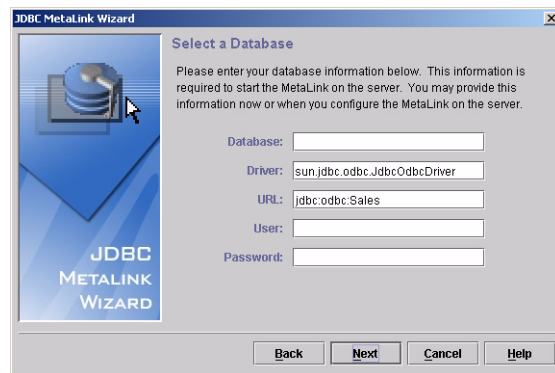 JDBC MetaLink Wizard
Select a Database
Please enter your database information below. This information is
required to start the MetaLink on the server. You may provide this
information now or when you configure the MetaLink on the server.
Database:
Driver: sun.jdbc.odbc.JdbcOdbcDriver
URL: jdbc:odbc:Sales
User:
Password:
JDBC
METALINK
WIZARD
Back Next Cancel Help